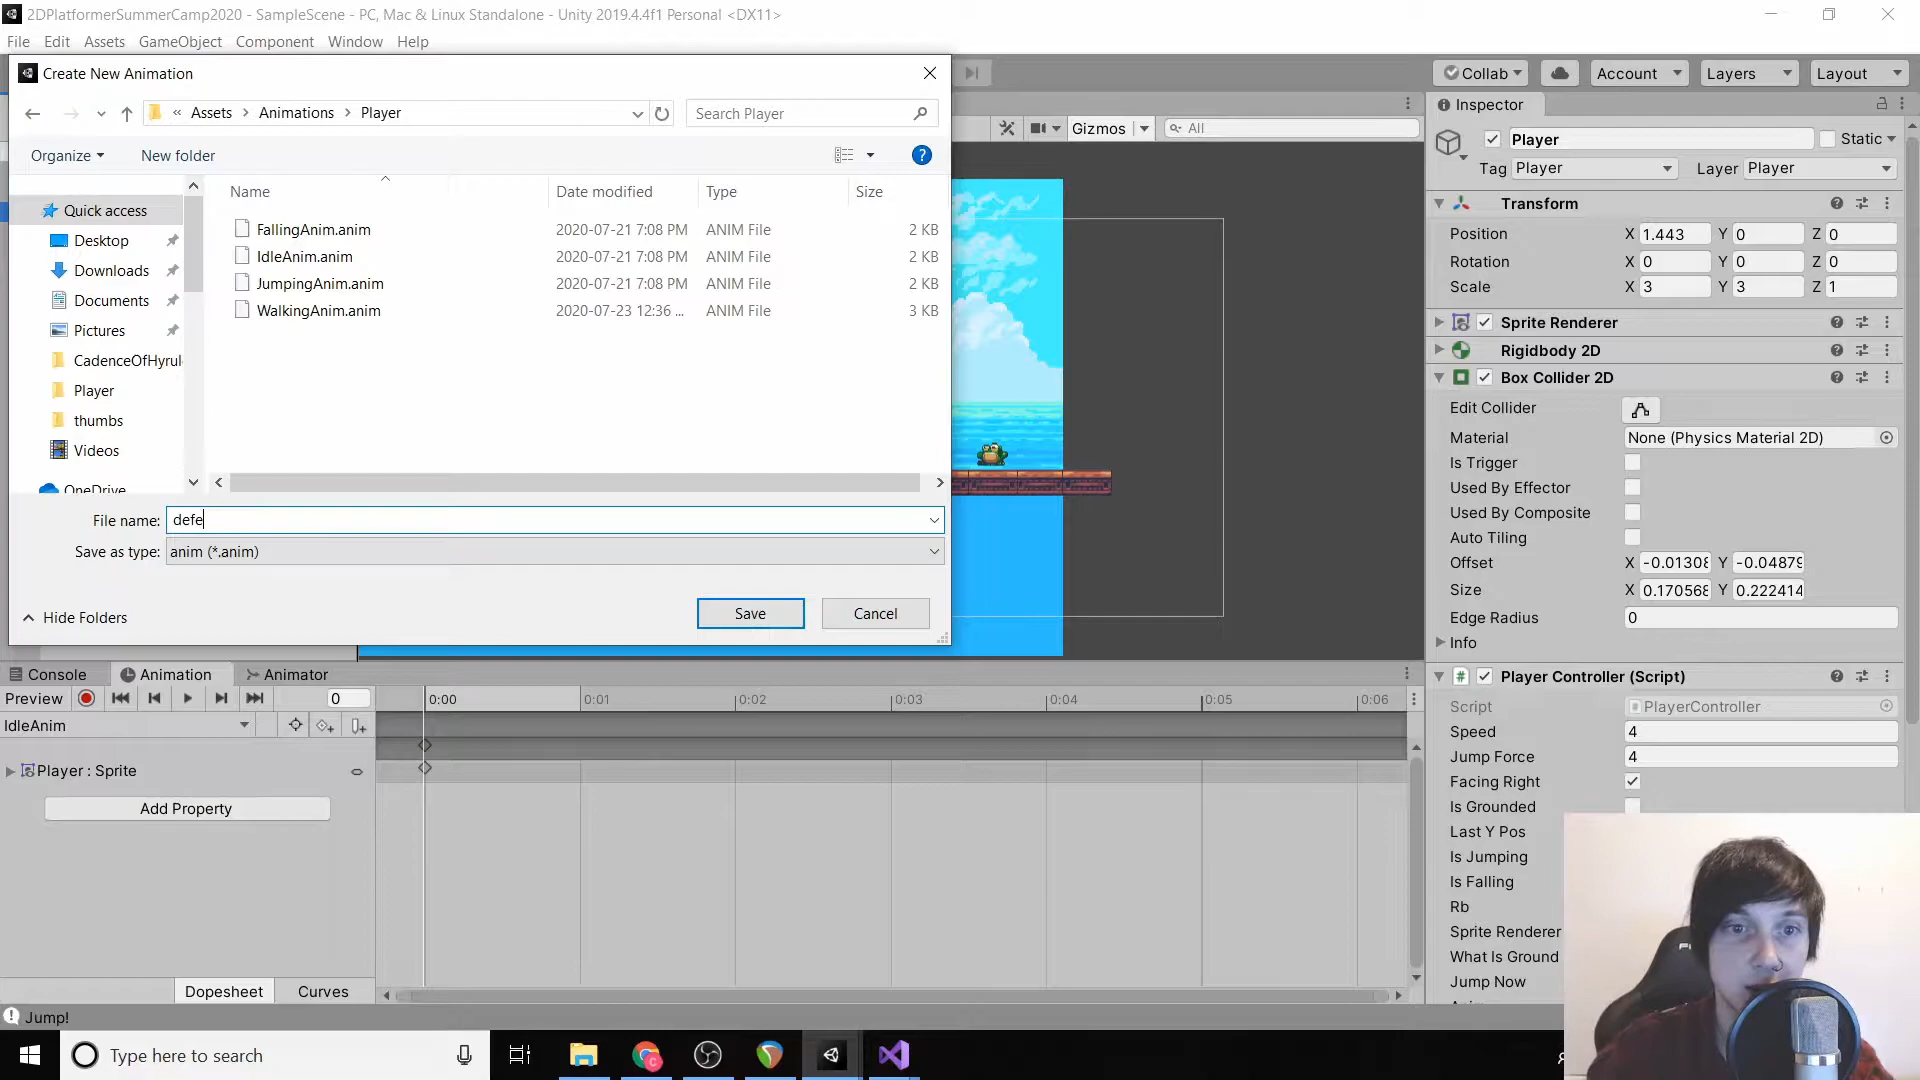 2DPlatformerSummerCamp2020 - SampleScene - PC, Mac & Linux Standalone - Unity 2019.4.4f1 Personal <DX11>
File Edit Assets GameObject Component Window Help
Create New Animation
« Assets > Animations > Player
Search Player
Organize New folder
Name Date modified Type Size
FallingAnim.anim 2020-07-21 7:08 PM ANIM File 2 KB
IdleAnim.anim 2020-07-21 7:08 PM ANIM File 2 KB
JumpingAnim.anim 2020-07-21 7:08 PM ANIM File 2 KB
WalkingAnim.anim 2020-07-23 12:36 ... ANIM File 3 KB
Quick access
Desktop
Downloads
Documents
Pictures
CadenceOfHyrul
Player
thumbs
Videos
OneDrive
File name: defe
Save as type: anim (*.anim)
Hide Folders
Save Cancel
Gizmos All
Collab Account Layers Layout
Inspector
Player Static
Tag Player Layer Player
Transform
Position X 1.443 Y 0 Z 0
Rotation X 0 Y 0 Z 0
Scale X 3 Y 3 Z 1
Sprite Renderer
Rigidbody 2D
Box Collider 2D
Edit Collider
Material None (Physics Material 2D)
Is Trigger
Used By Effector
Used By Composite
Auto Tiling
Offset X -0.01308 Y -0.04879
Size X 0.170568 Y 0.222414
Edge Radius 0
Info
Player Controller (Script)
Script PlayerController
Speed 4
Jump Force 4
Facing Right
Is Grounded
Last Y Pos
Is Jumping
Is Falling
Rb
Sprite Renderer
What Is Ground
Jump Now
Console Animation Animator
Preview 0 0:00 0:01 0:02 0:03 0:04 0:05 0:06
IdleAnim
Player : Sprite
Add Property
Dopesheet Curves
Jump!
Type here to search